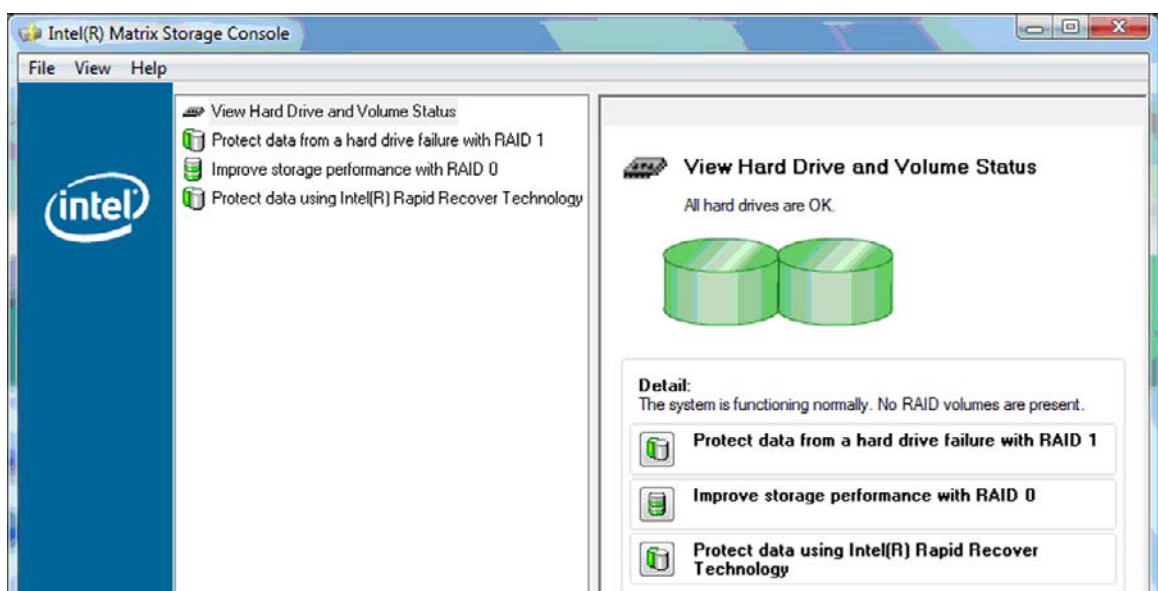 Intel(R) Matrix Storage Console
File View Help
View Hard Drive and Volume Status
Protect data from a hard drive failure with RAID 1
Improve storage performance with RAID 0
Protect data using Intel(R) Rapid Recover Technology
intel
View Hard Drive and Volume Status
All hard drives are OK.
Detail:
The system is functioning normally. No RAID volumes are present.
Protect data from a hard drive failure with RAID 1
Improve storage performance with RAID 0
Protect data using Intel(R) Rapid Recover
Technology